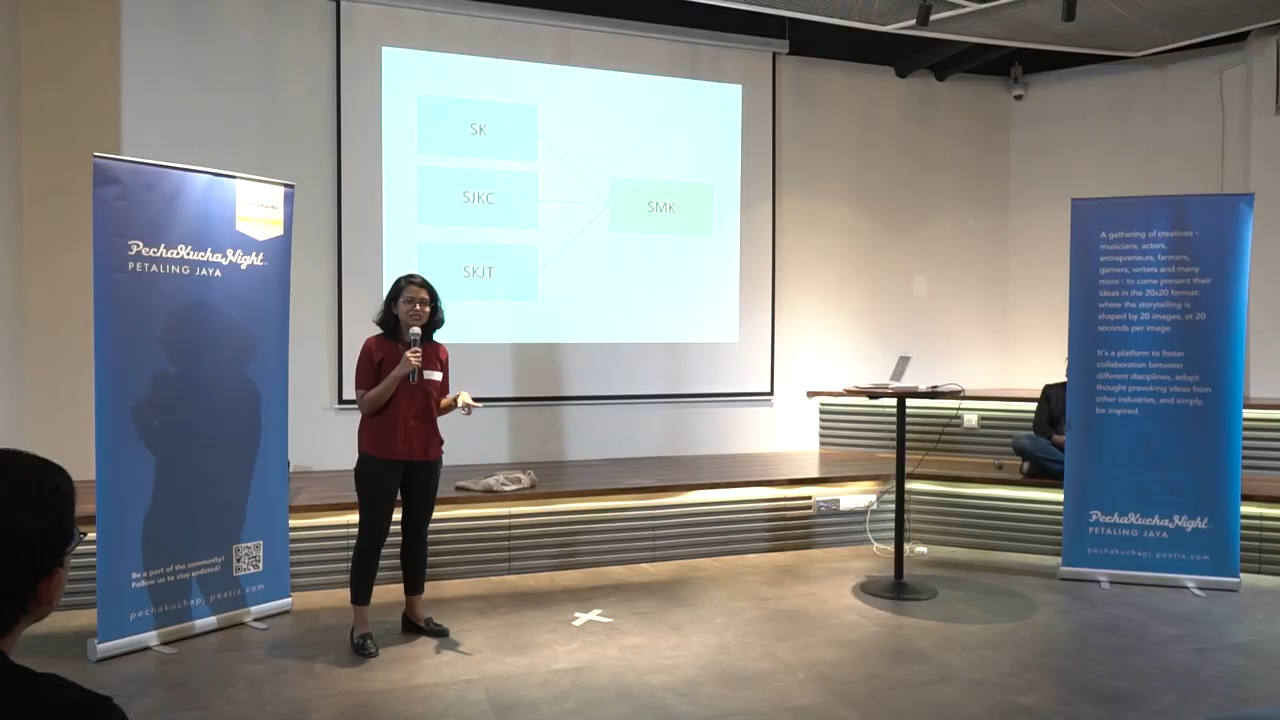 SK
SJKC
SKJT
SMK
PechaKucha Night
PETALING JAYA
Be a part of the community!
Follow us to stay updated!
pechakuchapj.peatix.com
A gathering of creatives -
musicians, actors,
entrepreneurs, farmers,
gamers, writers and many
more - to come present their
ideas in the 20x20 format:
where the storytelling is
shaped by 20 images, at 20
seconds per image.
It's a platform to foster
collaboration between
different disciplines, adopt
thought provoking ideas from
other industries, and simply,
be inspired.
PechaKucha Night
PETALING JAYA
pechakuchapj.peatix.com